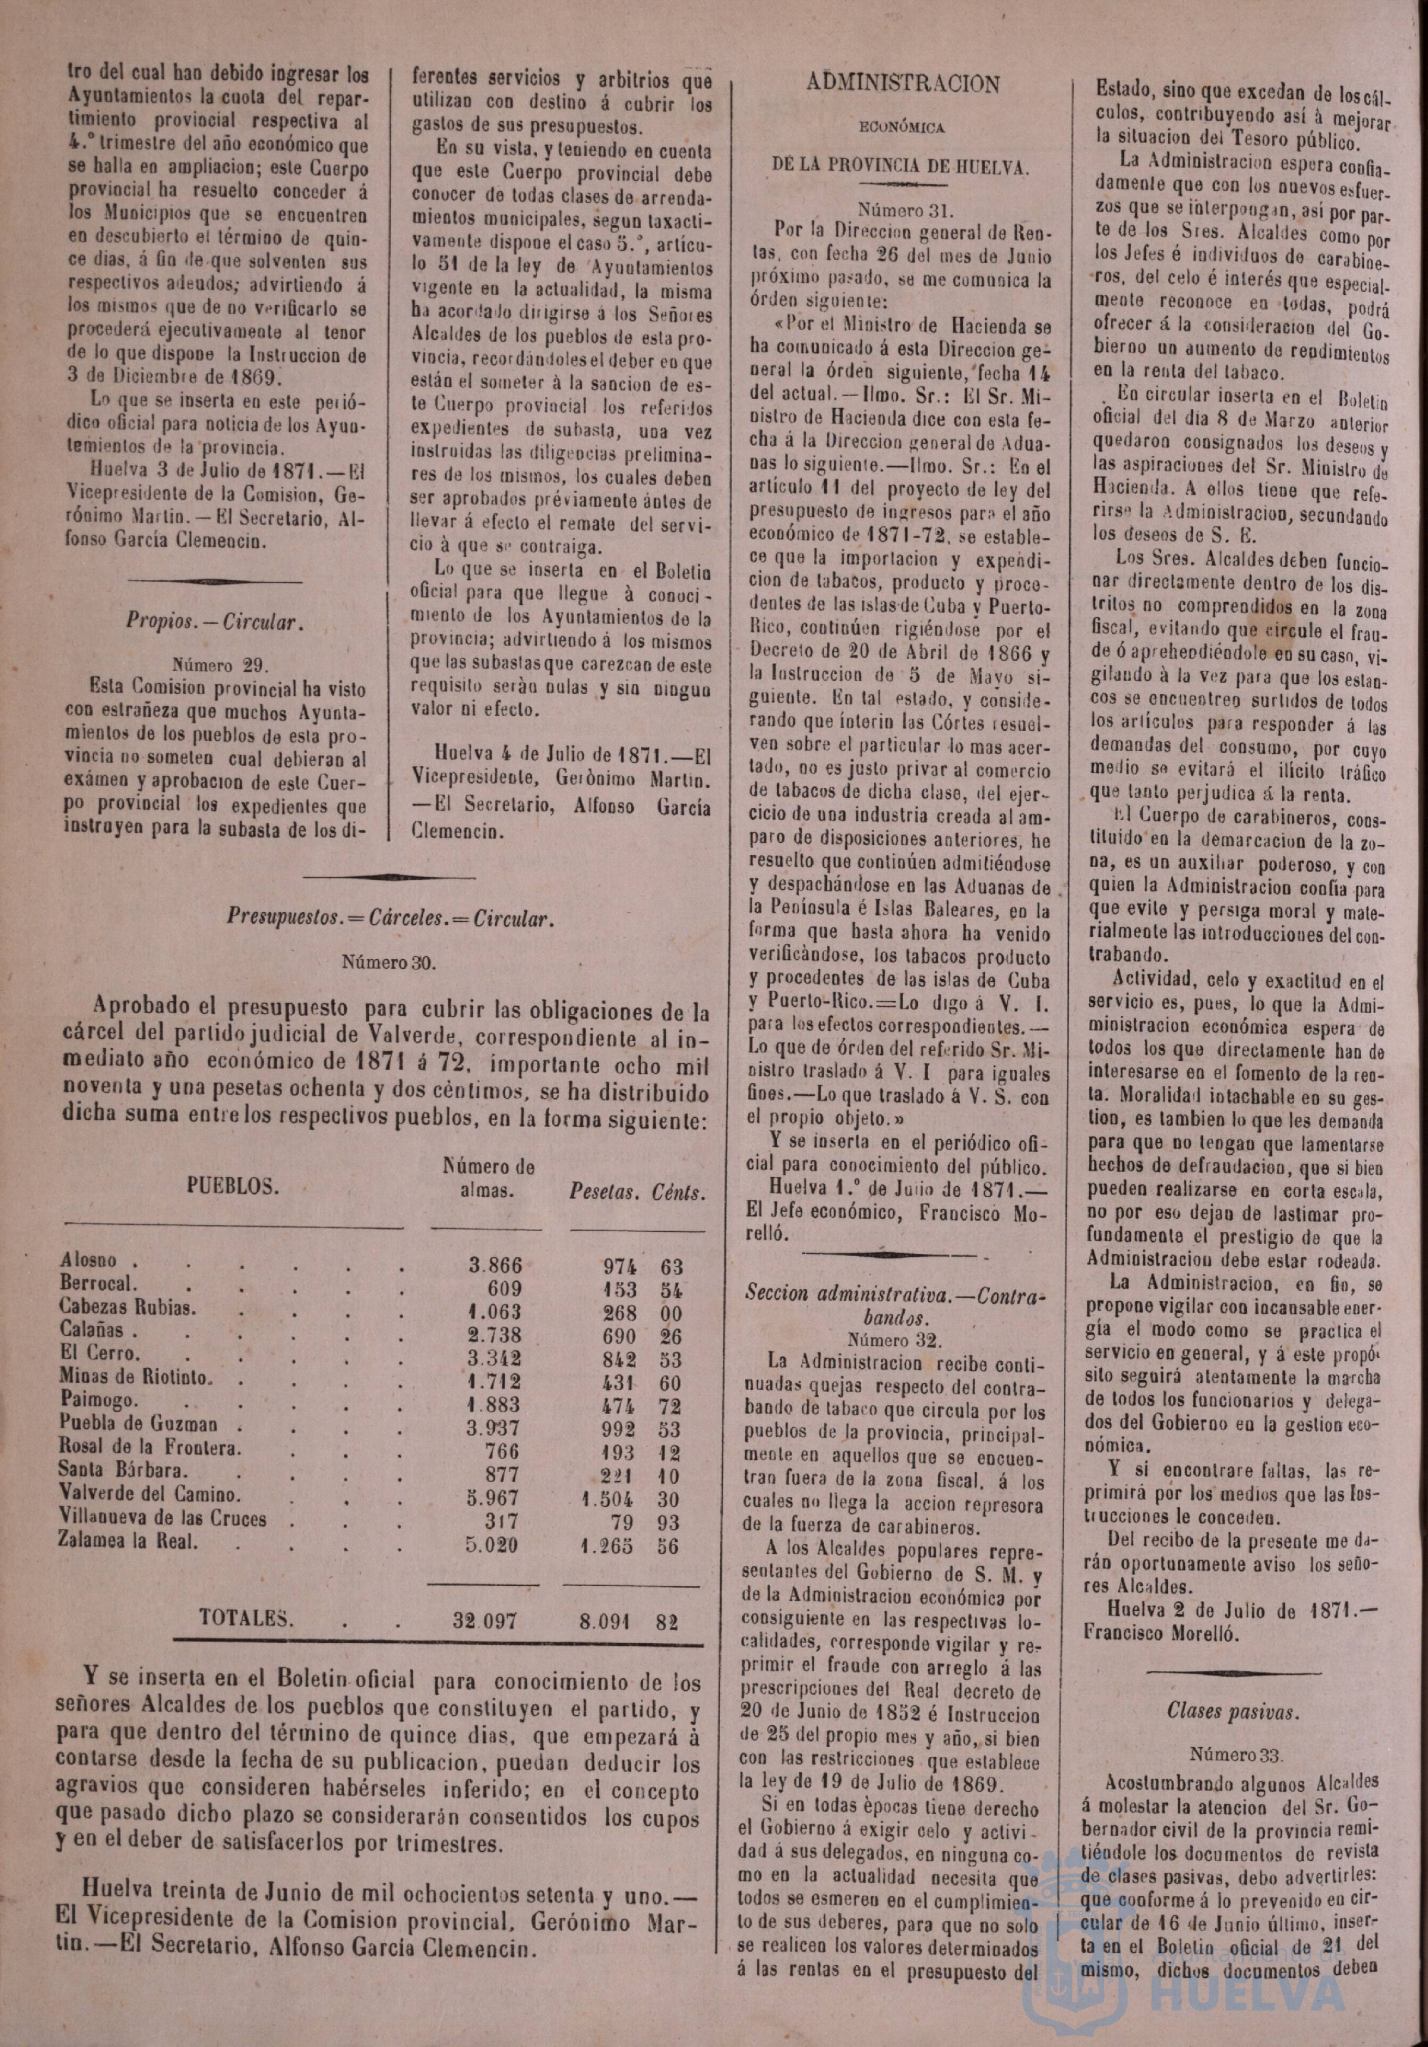 tro del cual han debido ingresar los
Ayuntamientos la cuota del repar-
timiento provincial respectiva al
4.° trimestre del año económico que
se halla en ampliacion; este Cuerpo
provincial ha resuelto conceder á
los Municipios que se encuentren
en descubierto el término de quin-
ce dias, á fin de que solventen sus
respectivos adeudos; advirtiendo á
los mismos que de no verificarlo se
procederá ejecutivamente al tenor
de lo que dispone la Instruccion de
3 de Diciembre de 1869.
Lo que se inserta en este perió-
dico oficial para noticia de los Ayun-
temientos de la provincia.
Huelva 3 de Julio de 1871.—El
Vicepresidente de la Comision, Ge-
rónimo Martin.—El Secretario, Al-
fonso García Clemencin.
Propios.—Circular.
Número 29.
Esta Comision provincial ha visto
con estrañeza que muchos Ayunta-
mientos de los pueblos de esta pro-
vincia no someten cual debieran al
exámen y aprobacion de este Cuer-
po provincial los expedientes que
instruyen para la subasta de los di-
ferentes servicios y arbitrios que
utilizan con destino á cubrir los
gastos de sus presupuestos.
En su vista, y teniendo en cuenta
que este Cuerpo provincial debe
conocer de todas clases de arrenda-
mientos municipales, segun taxacti-
vamente dispone el caso 5.°, artícu-
lo 51 de la ley de Ayuntamientos
vigente en la actualidad, la misma
ha acordado dirigirse á los Señores
Alcaldes de los pueblos de esta pro-
vincia, recordándoles el deber en que
están el someter à la sancion de es-
te Cuerpo provincial los referidos
expedientes de subasta, una vez
instruidas las diligencias prelimina-
res de los mismos, los cuales deben
ser aprobados préviamente ántes de
llevar á efecto el remate del servi-
cio à que se contraiga.
Lo que se inserta en el Boletin
oficial para que llegue à conoci-
miento de los Ayuntamientos de la
provincia; advirtiendo á los mismos
que las subastas que carezcan de este
requisito seràn nulas y sin ningun
valor ni efecto.
Huelva 4 de Julio de 1871.—El
Vicepresidente, Gerònimo Martin.
—El Secretario, Alfonso García
Clemencin.
Presupuestos.=Cárceles.=Circular.
Número 30.
Aprobado el presupuesto para cubrir las obligaciones de la
cárcel del partido judicial de Valverde, correspondiente al in-
mediato año económico de 1871 á 72, importante ocho mil
noventa y una pesetas ochenta y dos cèntimos, se ha distribuido
dicha suma entre los respectivos pueblos, en la forma siguiente:
PUEBLOS. Número de almas. Pesetas. Cénts.
Alosno . . . . . . 3.866 974 63
Berrocal. . . . . . 609 153 54
Cabezas Rubias. . . . . 1.063 268 00
Calañas . . . . . . 2.738 690 26
El Cerro. . . . . . 3.342 842 53
Minas de Riotinto. . . . . 1.712 431 60
Paimogo. . . . . . 1.883 474 72
Puebla de Guzman . . . . 3.937 992 53
Rosal de la Frontera. . . . 766 193 12
Santa Bárbara. . . . . 877 221 10
Valverde del Camino. . . . 5.967 1.504 30
Villanueva de las Cruces . . . 317 79 93
Zalamea la Real. . . . . 5.020 1.265 56
TOTALES. . . 32.097 8.091 82
Y se inserta en el Boletin oficial para conocimiento de los
señores Alcaldes de los pueblos que constituyen el partido, y
para que dentro del término de quince dias, que empezará à
contarse desde la fecha de su publicacion, puedan deducir los
agravios que consideren habérseles inferido; en el concepto
que pasado dicho plazo se considerarán consentidos los cupos
y en el deber de satisfacerlos por trimestres.
Huelva treinta de Junio de mil ochocientos setenta y uno.—
El Vicepresidente de la Comision provincial, Gerónimo Mar-
tin.—El Secretario, Alfonso García Clemencin.
ADMINISTRACION
ECONÓMICA
DE LA PROVINCIA DE HUELVA.
Número 31.
Por la Direccion general de Ren-
tas, con fecha 26 del mes de Junio
próximo pasado, se me comunica la
órden siguiente:
«Por el Ministro de Hacienda se
ha comunicado á esta Direccion ge-
neral la órden siguiente, fecha 14
del actual.—Ilmo. Sr.: El Sr. Mi-
nistro de Hacienda dice con esta fe-
cha á la Direccion general de Adua-
nas lo siguiente.—Ilmo. Sr.: En el
artículo 11 del proyecto de ley del
presupuesto de ingresos para el año
económico de 1871-72, se estable-
ce que la importacion y expendi-
cion de tabacos, producto y proce-
dentes de las islas de Cuba y Puerto-
Rico, continúen rigiéndose por el
Decreto de 20 de Abril de 1866 y
la Instruccion de 5 de Mayo si-
guiente. En tal estado, y conside-
rando que ínterin las Córtes resuel-
ven sobre el particular lo mas acer-
tado, no es justo privar al comercio
de tabacos de dicha clase, del ejer-
cicio de una industria creada al am-
paro de disposiciones anteriores, he
resuelto que continúen admitiéndose
y despachándose en las Aduanas de
la Península é Islas Baleares, en la
forma que hasta ahora ha venido
verificàndose, los tabacos producto
y procedentes de las islas de Cuba
y Puerto-Rico.=Lo digo á V. I.
para los efectos correspondientes.—
Lo que de órden del referido Sr. Mi-
nistro traslado á V. I para iguales
fines.—Lo que traslado á V. S. con
el propio objeto.»
Y se inserta en el periódico ofi-
cial para conocimiento del público.
Huelva 1.° de Julio de 1871.—
El Jefe económico, Francisco Mo-
relló.
Seccion administrativa.—Contra-
bandos.
Número 32.
La Administracion recibe conti-
nuadas quejas respecto del contra-
bando de tabaco que circula por los
pueblos de la provincia, principal-
mente en aquellos que se encuen-
tran fuera de la zona fiscal, á los
cuales no llega la accion represora
de la fuerza de carabineros.
A los Alcaldes populares repre-
sentantes del Gobierno de S. M. y
de la Administracion económica por
consiguiente en las respectivas lo-
calidades, corresponde vigilar y re-
primir el fraude con arreglo á las
prescripciones del Real decreto de
20 de Junio de 1852 é Instruccion
de 25 del propio mes y año, si bien
con las restricciones que establece
la ley de 19 de Julio de 1869.
Si en todas èpocas tiene derecho
el Gobierno á exigir celo y activi-
dad á sus delegados, en ninguna co-
mo en la actualidad necesita que
todos se esmeren en el cumplimien-
to de sus deberes, para que no solo
se realicen los valores determinados
á las rentas en el presupuesto del
Estado, sino que excedan de los cál-
culos, contribuyendo así à mejorar
la situacion del Tesoro público.
La Administracion espera confia-
damente que con los nuevos esfuer-
zos que se interpongan, así por par-
te de los Sres. Alcaldes como por
los Jefes é individuos de carabine-
ros, del celo é interés que especial-
mente reconoce en todas, podrá
ofrecer á la consideracion del Go-
bierno un aumento de rendimientos
en la renta del tabaco.
En circular inserta en el Boletin
oficial del dia 8 de Marzo anterior
quedaron consignados los deseos y
las aspiraciones del Sr. Ministro de
Hacienda. A ellos tiene que refe-
rirse la Administracion, secundando
los deseos de S. E.
Los Sres. Alcaldes deben funcio-
nar directamente dentro de los dis-
tritos no comprendidos en la zona
fiscal, evitando que circule el frau-
de ó aprehendiéndole en su caso, vi-
gilando à la vez para que los estan-
cos se encuentren surtidos de todos
los artículos para responder á las
demandas del consumo, por cuyo
medio se evitará el ilícito tráfico
que tanto perjudica á la renta.
El Cuerpo de carabineros, cons-
tituido en la demarcacion de la zo-
na, es un auxiliar poderoso, y con
quien la Administracion confía para
que evite y persiga moral y mate-
rialmente las introducciones del con-
trabando.
Actividad, celo y exactitud en el
servicio es, pues, lo que la Admi-
ministracion económica espera de
todos los que directamente han de
interesarse en el fomento de la ren-
ta. Moralidad intachable en su ges-
tion, es tambien lo que les demanda
para que no tengan que lamentarse
hechos de defraudacion, que si bien
pueden realizarse en corta escala,
no por eso dejan de lastimar pro-
fundamente el prestigio de que la
Administracion debe estar rodeada.
La Administracion, en fin, se
propone vigilar con incansable ener-
gía el modo como se practica el
servicio en general, y á este propó-
sito seguirá atentamente la marcha
de todos los funcionarios y delega-
dos del Gobierno en la gestion eco-
nómica.
Y si encontrare faltas, las re-
primirá por los medios que las Ins-
trucciones le conceden.
Del recibo de la presente me da-
rán oportunamente aviso los seño-
res Alcaldes.
Huelva 2 de Julio de 1871.—
Francisco Morelló.
Clases pasivas.
Número 33.
Acostumbrando algunos Alcaldes
á molestar la atencion del Sr. Go-
bernador civil de la provincia remi-
tiéndole los documentos de revista
de clases pasivas, debo advertirles:
que conforme á lo prevenido en cir-
cular de 16 de Junio último, inser-
ta en el Boletin oficial de 21 del
mismo, dichos documentos deben
HUELVA